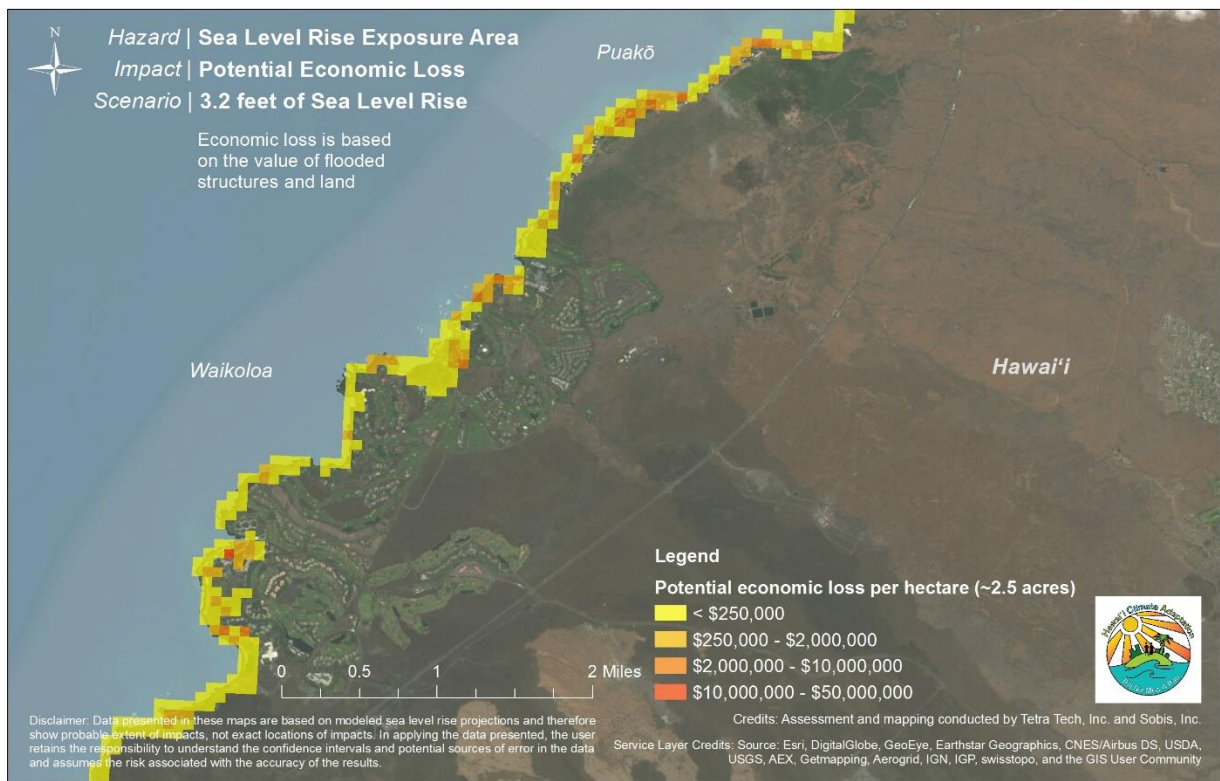 N
Hazard | Sea Level Rise Exposure Area
Impact | Potential Economic Loss
Scenario | 3.2 feet of Sea Level Rise
Economic loss is based
on the value of flooded
structures and land
Puakō
Waikoloa
Hawaiʻi
Legend
Potential economic loss per hectare (~2.5 acres)
< $250,000
$250,000 - $2,000,000
$2,000,000 - $10,000,000
$10,000,000 - $50,000,000
0 0.5 1 2 Miles
Hawaiʻi Climate Adaptation
Disclaimer: Data presented in these maps are based on modeled sea level rise projections and therefore
show probable extent of impacts, not exact locations of impacts. In applying the data presented, the user
retains the responsibility to understand the confidence intervals and potential sources of error in the data
and assumes the risk associated with the accuracy of the results.
Credits: Assessment and mapping conducted by Tetra Tech, Inc. and Sobis, Inc.
Service Layer Credits: Source: Esri, DigitalGlobe, GeoEye, Earthstar Geographics, CNES/Airbus DS, USDA,
USGS, AEX, Getmapping, Aerogrid, IGN, IGP, swisstopo, and the GIS User Community